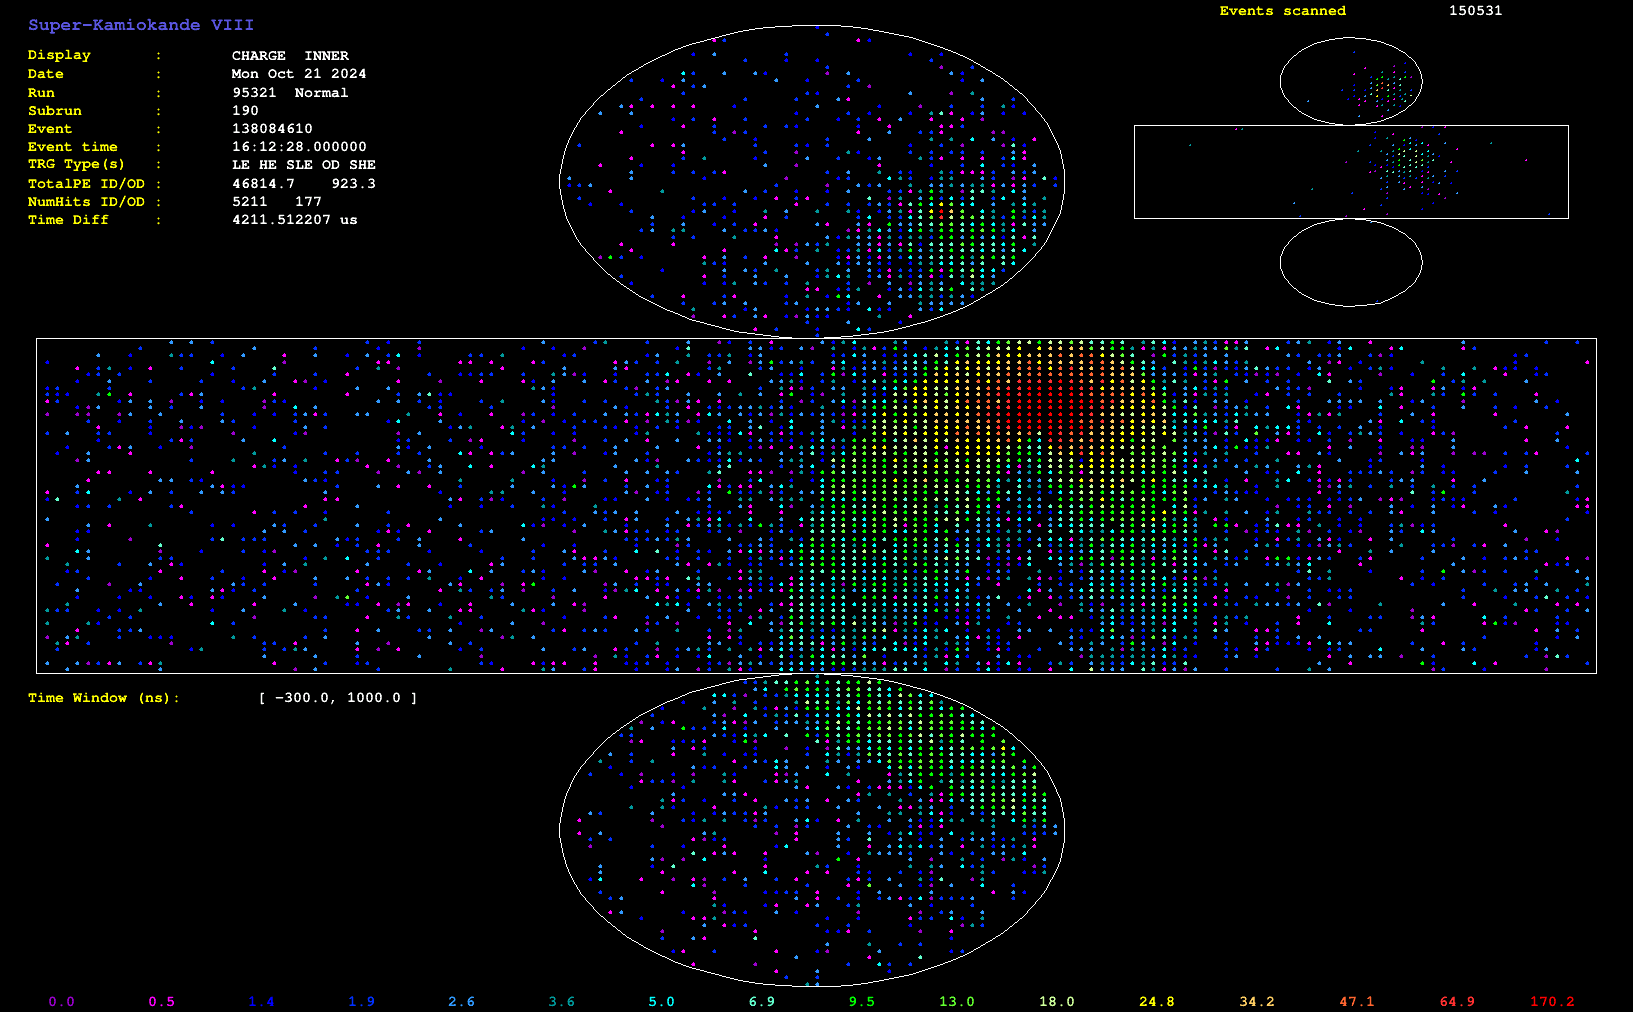 Super-Kamiokande VIII
Events scanned 150531
Display : CHARGE INNER
Date : Mon Oct 21 2024
Run : 95321 Normal
Subrun : 190
Event : 138084610
Event time : 16:12:28.000000
TRG Type(s) : LE HE SLE OD SHE
TotalPE ID/OD : 46814.7 923.3
NumHits ID/OD : 5211 177
Time Diff : 4211.512207 us
Time Window (ns): [ −300.0, 1000.0 ]
0.0 0.5 1.4 1.9 2.6 3.6 5.0 6.9 9.5 13.0 18.0 24.8 34.2 47.1 64.9 170.2